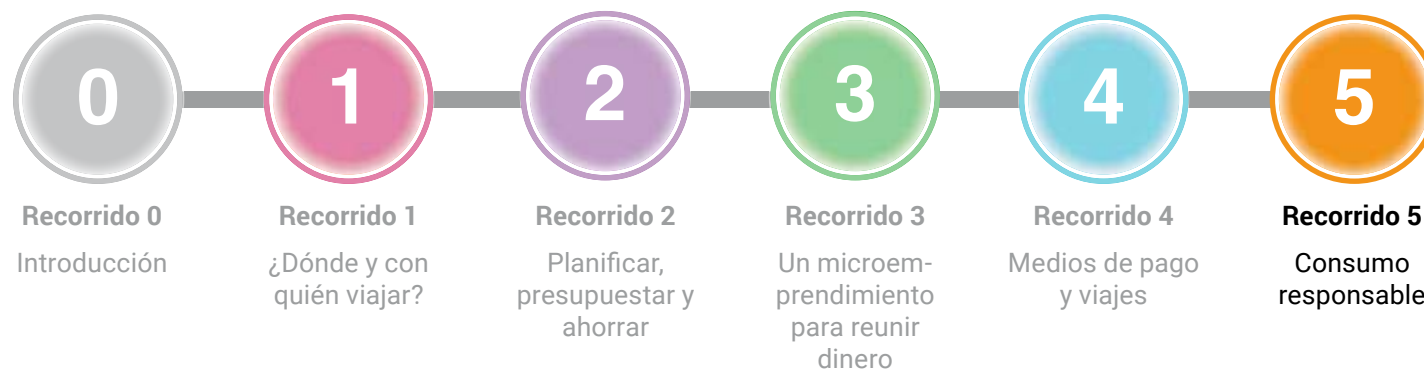 0
1
2
3
4
5
Recorrido 0
Introducción
Recorrido 1
¿Dónde y con
quién viajar?
Recorrido 2
Planificar,
presupuestar y
ahorrar
Recorrido 3
Un microem-
prendimiento
para reunir
dinero
Recorrido 4
Medios de pago
y viajes
Recorrido 5
Consumo
responsable